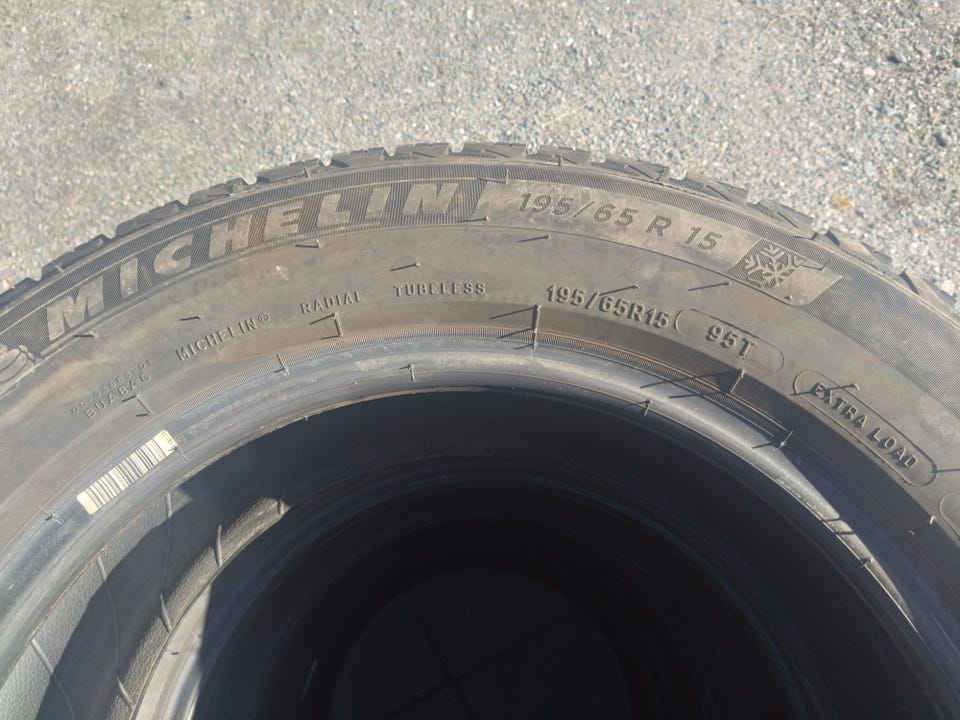 MICHELIN 195/65 R 15
MICHELIN® RADIAL TUBELESS 195/65R15 95T EXTRA LOAD